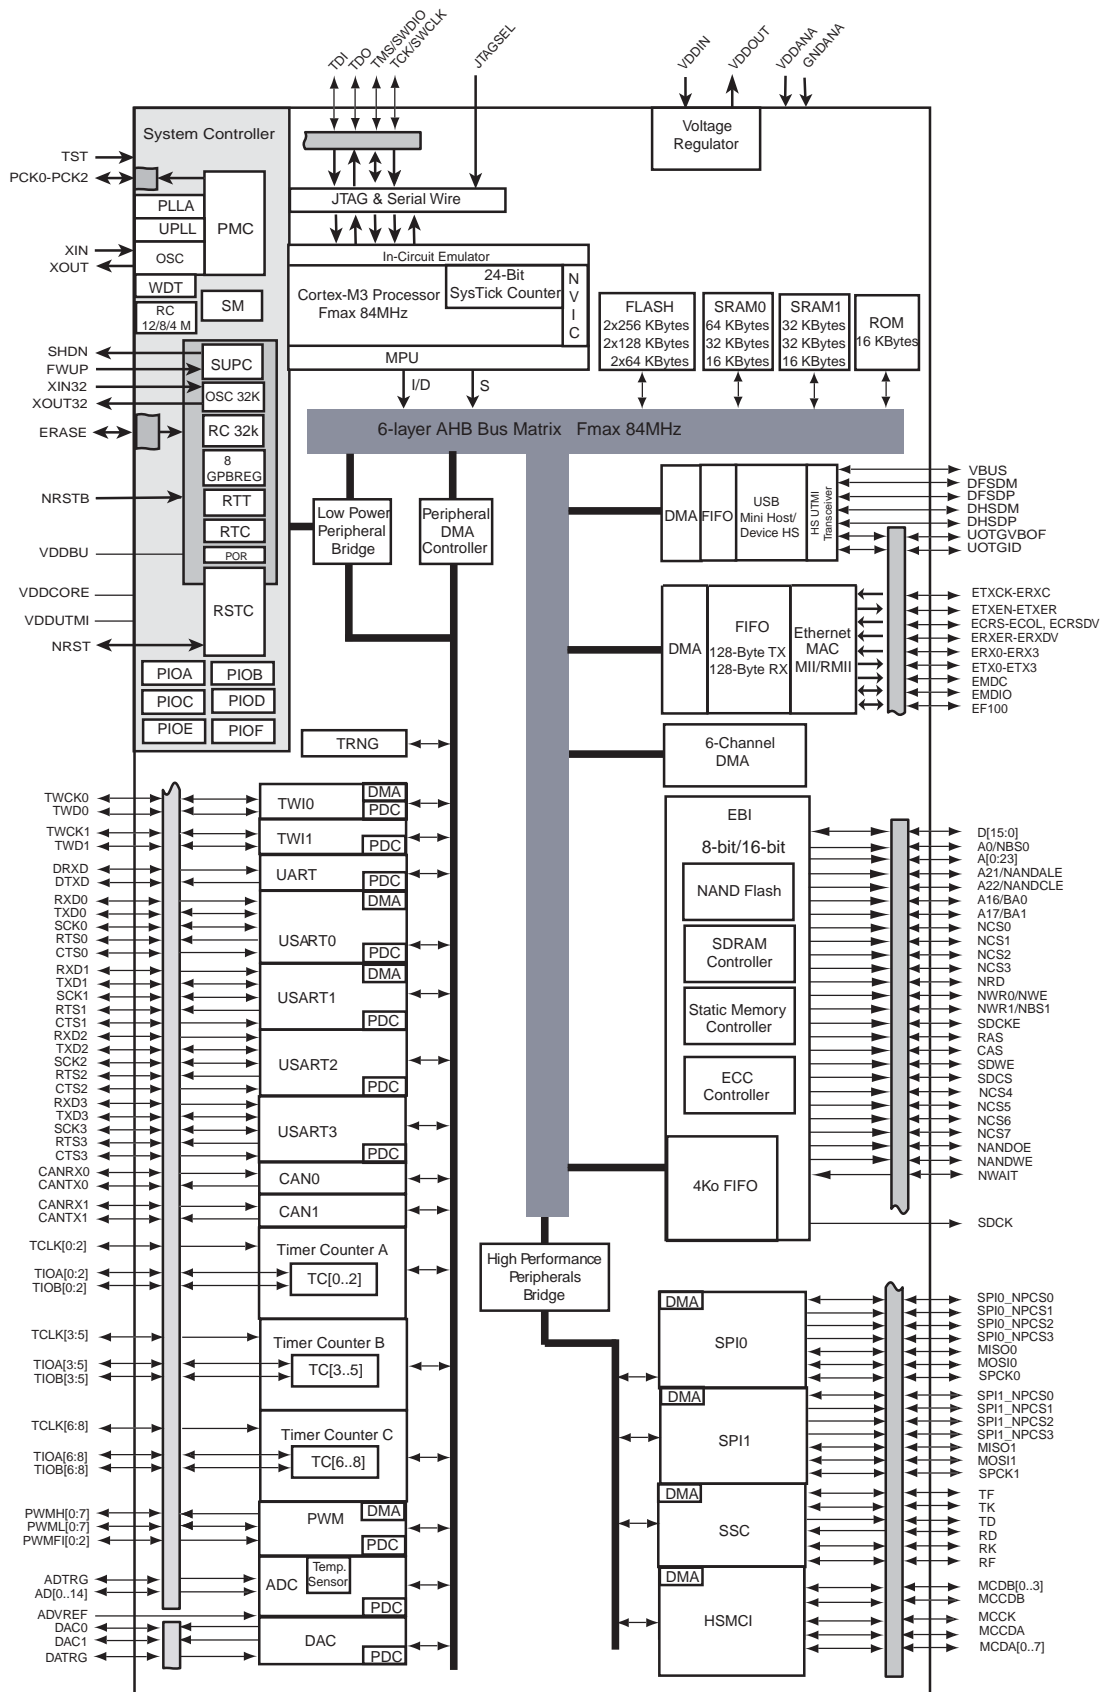 TDI
TDO
TMS/SWDIO
TCK/SWCLK
JTAGSEL
VDDIN
VDDOUT
VDDANA
GNDANA
System Controller
Voltage
Regulator
TST
PCK0-PCK2
PLLA
UPLL
PMC
JTAG & Serial Wire
XIN
XOUT
OSC
WDT
RC
12/8/4 M
SM
In-Circuit Emulator
24-Bit
SysTick Counter
Cortex-M3 Processor
Fmax 84MHz
N
V
I
C
MPU
FLASH
2x256 KBytes
2x128 KBytes
2x64 KBytes
SRAM0
64 KBytes
32 KBytes
16 KBytes
SRAM1
32 KBytes
32 KBytes
16 KBytes
ROM
16 KBytes
SHDN
FWUP
XIN32
XOUT32
ERASE
NRSTB
VDDBU
VDDCORE
VDDUTMI
NRST
SUPC
OSC 32K
RC 32k
8
GPBREG
RTT
RTC
POR
RSTC
PIOA
PIOB
PIOC
PIOD
PIOE
PIOF
I/D
S
6-layer AHB Bus Matrix Fmax 84MHz
Low Power
Peripheral
Bridge
Peripheral
DMA
Controller
DMA
FIFO
USB
Mini Host/
Device HS
HS UTMI
Transceiver
VBUS
DFSDM
DFSDP
DHSDM
DHSDP
UOTGVBOF
UOTGID
DMA
FIFO
128-Byte TX
128-Byte RX
Ethernet
MAC
MII/RMII
ETXCK-ERXC
ETXEN-ETXER
ECRS-ECOL, ECRSDV
ERXER-ERXDV
ERX0-ERX3
ETX0-ETX3
EMDC
EMDIO
EF100
TRNG
6-Channel
DMA
TWCK0
TWD0
TWI0
DMA
PDC
TWCK1
TWD1
TWI1
PDC
DRXD
DTXD
UART
PDC
RXD0
TXD0
SCK0
RTS0
CTS0
USART0
DMA
PDC
RXD1
TXD1
SCK1
RTS1
CTS1
USART1
DMA
PDC
RXD2
TXD2
SCK2
RTS2
CTS2
USART2
PDC
RXD3
TXD3
SCK3
RTS3
CTS3
USART3
PDC
CANRX0
CANTX0
CAN0
CANRX1
CANTX1
CAN1
TCLK[0:2]
TIOA[0:2]
TIOB[0:2]
Timer Counter A
TC[0..2]
TCLK[3:5]
TIOA[3:5]
TIOB[3:5]
Timer Counter B
TC[3..5]
TCLK[6:8]
TIOA[6:8]
TIOB[6:8]
Timer Counter C
TC[6..8]
PWMH[0:7]
PWML[0:7]
PWMFI[0:2]
PWM
DMA
PDC
ADTRG
AD[0..14]
ADC
Temp.
Sensor
PDC
ADVREF
DAC0
DAC1
DATRG
DAC
PDC
EBI
8-bit/16-bit
NAND Flash
SDRAM
Controller
Static Memory
Controller
ECC
Controller
4Ko FIFO
D[15:0]
A0/NBS0
A[0:23]
A21/NANDALE
A22/NANDCLE
A16/BA0
A17/BA1
NCS0
NCS1
NCS2
NCS3
NRD
NWR0/NWE
NWR1/NBS1
SDCKE
RAS
CAS
SDWE
SDCS
NCS4
NCS5
NCS6
NCS7
NANDOE
NANDWE
NWAIT
SDCK
High Performance
Peripherals
Bridge
DMA
SPI0
SPI0_NPCS0
SPI0_NPCS1
SPI0_NPCS2
SPI0_NPCS3
MISO0
MOSI0
SPCK0
DMA
SPI1
SPI1_NPCS0
SPI1_NPCS1
SPI1_NPCS2
SPI1_NPCS3
MISO1
MOSI1
SPCK1
DMA
SSC
TF
TK
TD
RD
RK
RF
DMA
HSMCI
MCDB[0..3]
MCCDB
MCCK
MCCDA
MCDA[0..7]